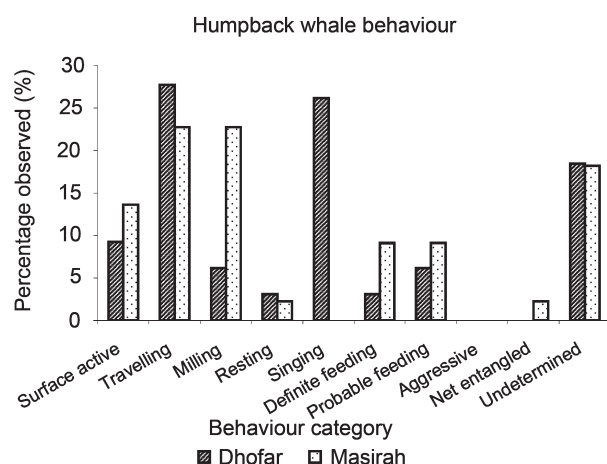 Humpback whale behaviour
Percentage observed (%)
30
25
20
15
10
5
0
Surface active
Travelling
Milling
Resting
Singing
Definite feeding
Probable feeding
Aggressive
Net entangled
Undetermined
Behaviour category
Dhofar Masirah